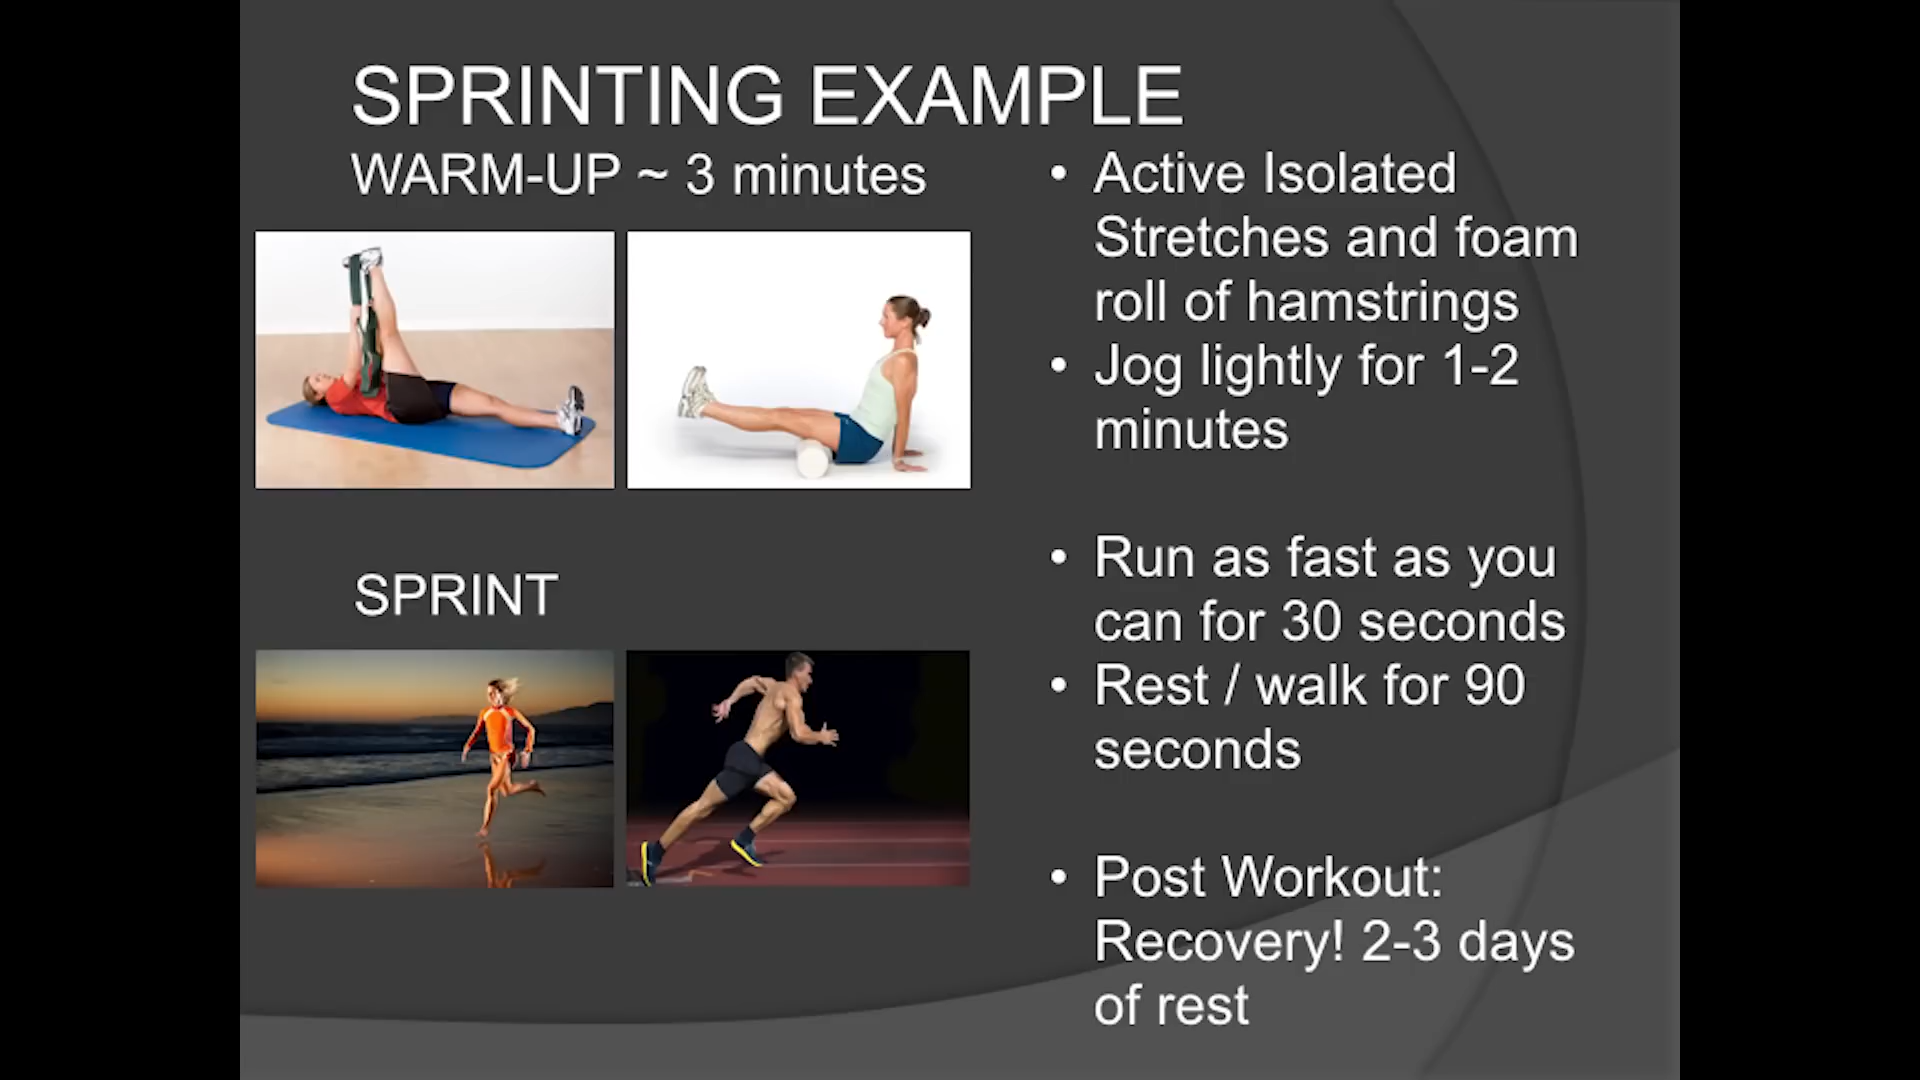 SPRINTING EXAMPLE
WARM-UP ~ 3 minutes
• Active Isolated
Stretches and foam
roll of hamstrings
• Jog lightly for 1-2
minutes
SPRINT
• Run as fast as you
can for 30 seconds
• Rest / walk for 90
seconds
• Post Workout:
Recovery! 2-3 days
of rest